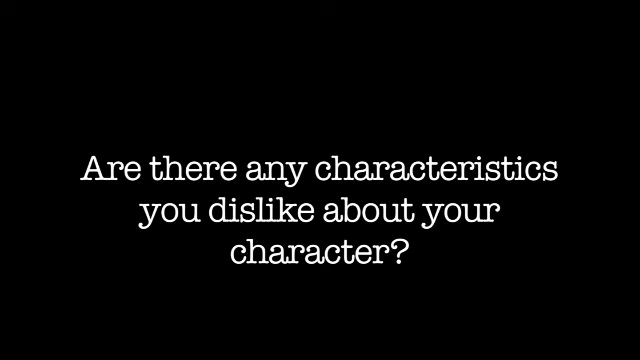 Are there any characteristics
you dislike about your
character?